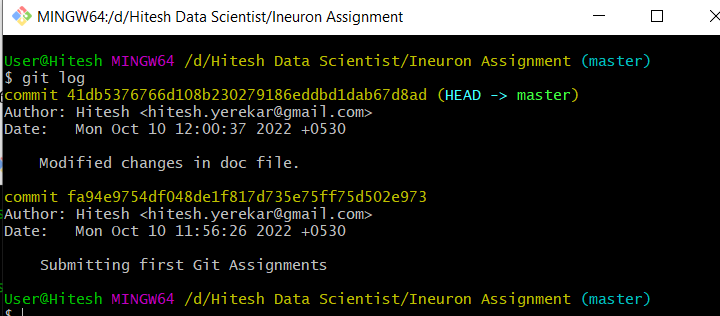 MINGW64:/d/Hitesh Data Scientist/Ineuron Assignment
User@Hitesh MINGW64 /d/Hitesh Data Scientist/Ineuron Assignment (master)
$ git log
commit 41db5376766d108b230279186eddbd1dab67d8ad (HEAD -> master)
Author: Hitesh <hitesh.yerekar@gmail.com>
Date:   Mon Oct 10 12:00:37 2022 +0530
    Modified changes in doc file.
commit fa94e9754df048de1f817d735e75ff75d502e973
Author: Hitesh <hitesh.yerekar@gmail.com>
Date:   Mon Oct 10 11:56:26 2022 +0530
    Submitting first Git Assignments
User@Hitesh MINGW64 /d/Hitesh Data Scientist/Ineuron Assignment (master)
$